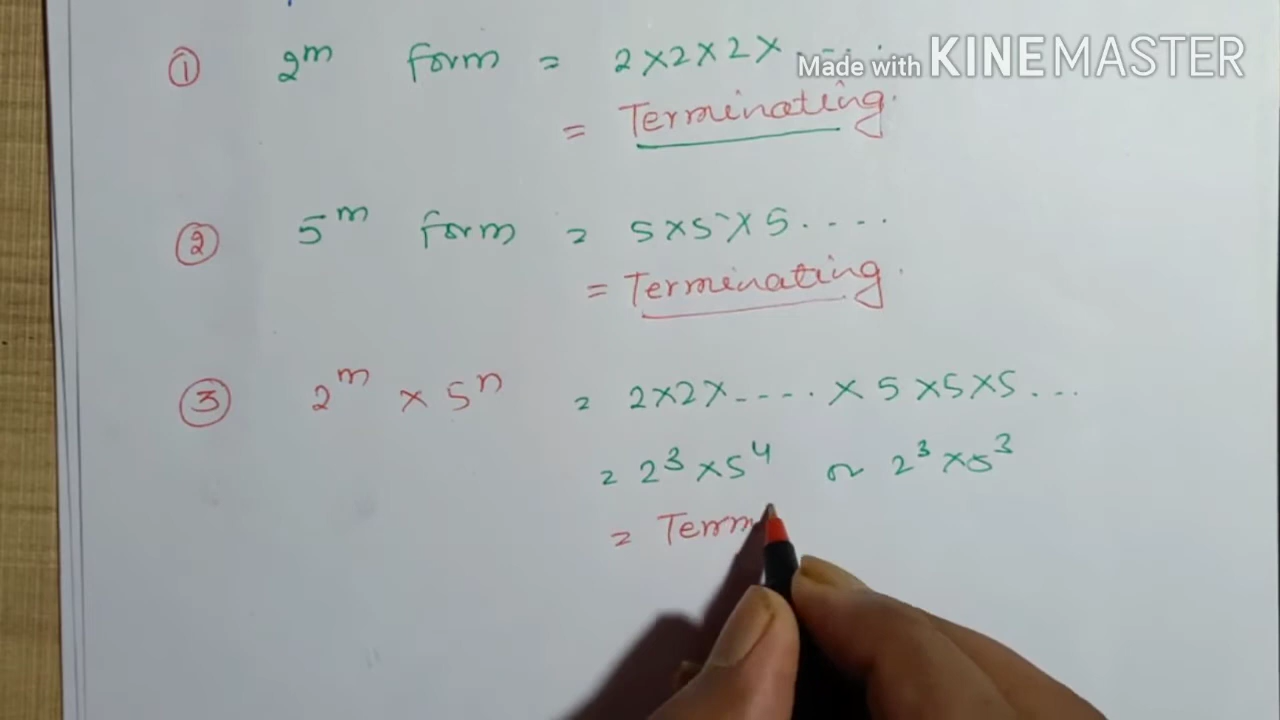 ① 2^m form = 2×2×2×.....
Made with KINEMASTER
= Terminating.
② 5^m form = 5×5×5....
= Terminating.
③ 2^m × 5^n = 2×2×.... × 5×5×5...
= 2^3 × 5^4 or 2^3 × 5^3
= Term